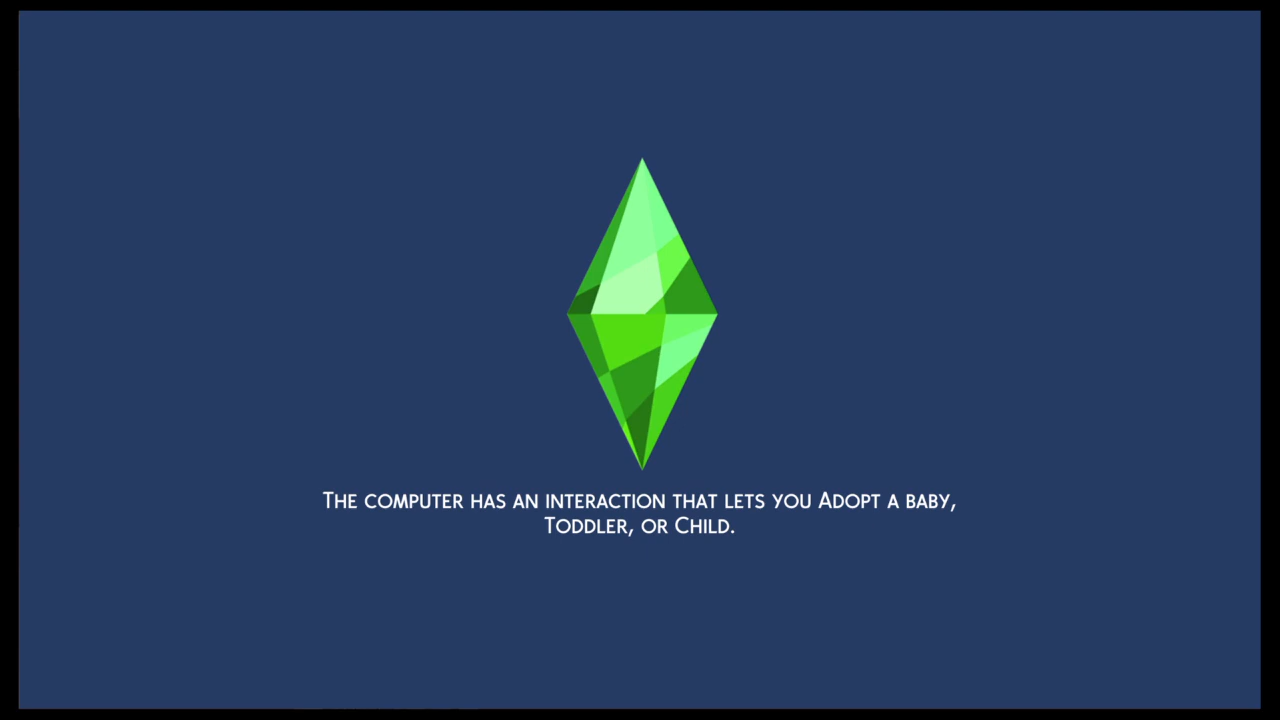 The computer has an interaction that lets you Adopt a baby,
Toddler, or Child.